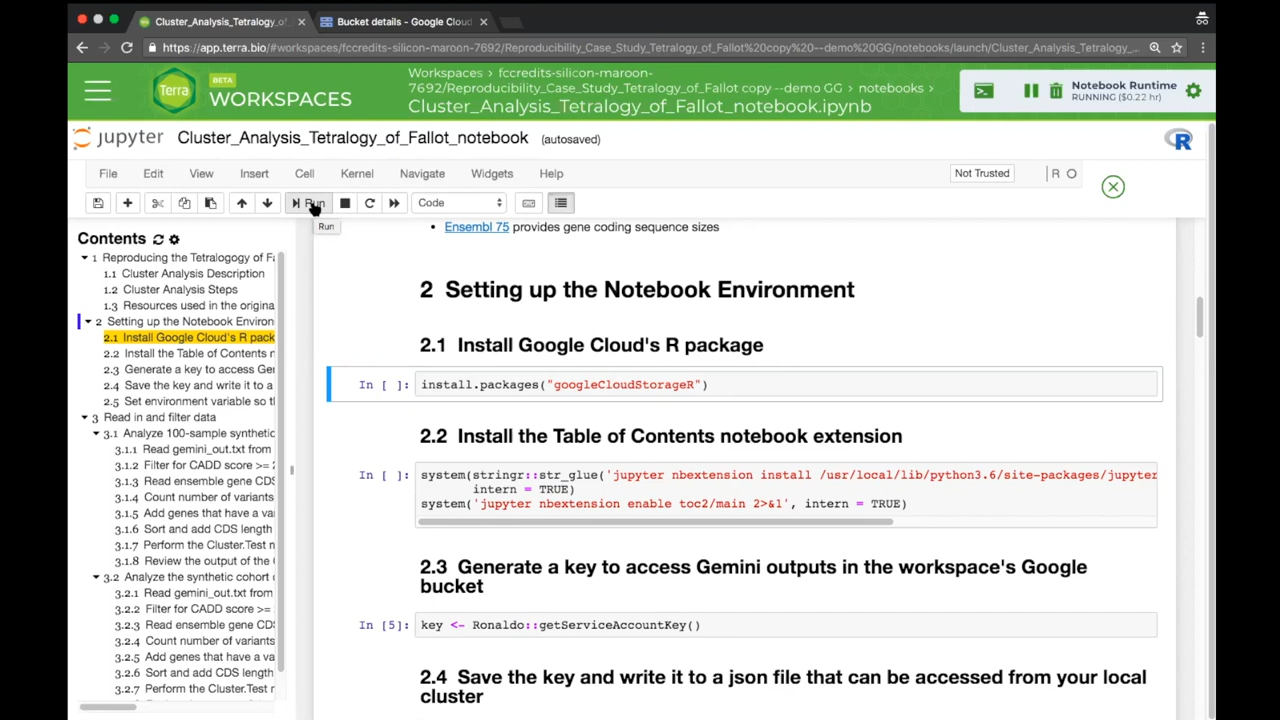 Cluster_Analysis_Tetralogy_of_
Bucket details - Google Cloud
https://app.terra.bio/#workspaces/fccredits-silicon-maroon-7692/Reproducibility_Case_Study_Tetralogy_of_Fallot%20copy%20--demo%20GG/notebooks/launch/Cluster_Analysis_Tetralogy_...
Terra
BETA
WORKSPACES
Workspaces › fccredits-silicon-maroon-
7692/Reproducibility_Case_Study_Tetralogy_of_Fallot copy --demo GG › notebooks ›
Cluster_Analysis_Tetralogy_of_Fallot_notebook.ipynb
Notebook Runtime
RUNNING ($0.22 hr)
jupyter Cluster_Analysis_Tetralogy_of_Fallot_notebook (autosaved)
R
File Edit View Insert Cell Kernel Navigate Widgets Help
Not Trusted
R
Run
Code
Run
Contents
1 Reproducing the Tetralogogy of Fa
1.1 Cluster Analysis Description
1.2 Cluster Analysis Steps
1.3 Resources used in the origina
2 Setting up the Notebook Environ
2.1 Install Google Cloud's R pack
2.2 Install the Table of Contents n
2.3 Generate a key to access Ge
2.4 Save the key and write it to a
2.5 Set environment variable so t
3 Read in and filter data
3.1 Analyze 100-sample synthetic
3.1.1 Read gemini_out.txt from
3.1.2 Filter for CADD score >= 2
3.1.3 Read ensemble gene CDS
3.1.4 Count number of variants
3.1.5 Add genes that have a va
3.1.6 Sort and add CDS length
3.1.7 Perform the Cluster.Test n
3.1.8 Review the output of the
3.2 Analyze the synthetic cohort
3.2.1 Read gemini_out.txt from
3.2.2 Filter for CADD score >=
3.2.3 Read ensemble gene CDS
3.2.4 Count number of variants
3.2.5 Add genes that have a va
3.2.6 Sort and add CDS length
3.2.7 Perform the Cluster.Test n
• Ensembl 75 provides gene coding sequence sizes
2 Setting up the Notebook Environment
2.1 Install Google Cloud's R package
In [ ]: install.packages("googleCloudStorageR")
2.2 Install the Table of Contents notebook extension
In [ ]: system(stringr::str_glue('jupyter nbextension install /usr/local/lib/python3.6/site-packages/jupyter
intern = TRUE)
system('jupyter nbextension enable toc2/main 2>&1', intern = TRUE)
2.3 Generate a key to access Gemini outputs in the workspace's Google
bucket
In [5]: key <- Ronaldo::getServiceAccountKey()
2.4 Save the key and write it to a json file that can be accessed from your local
cluster